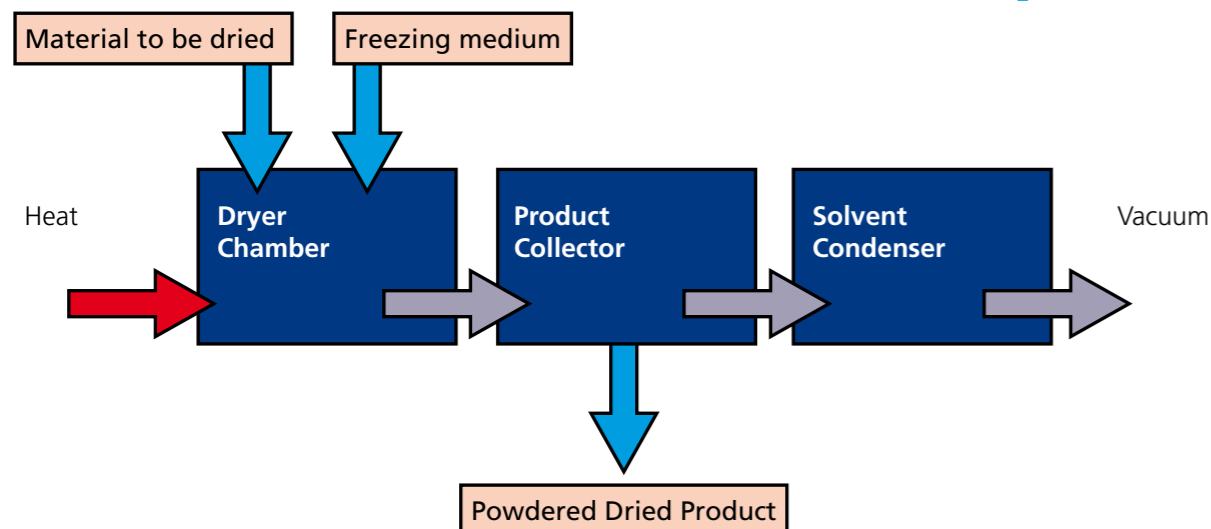 Material to be dried
Freezing medium
Heat
Dryer
Chamber
Product
Collector
Solvent
Condenser
Vacuum
Powdered Dried Product